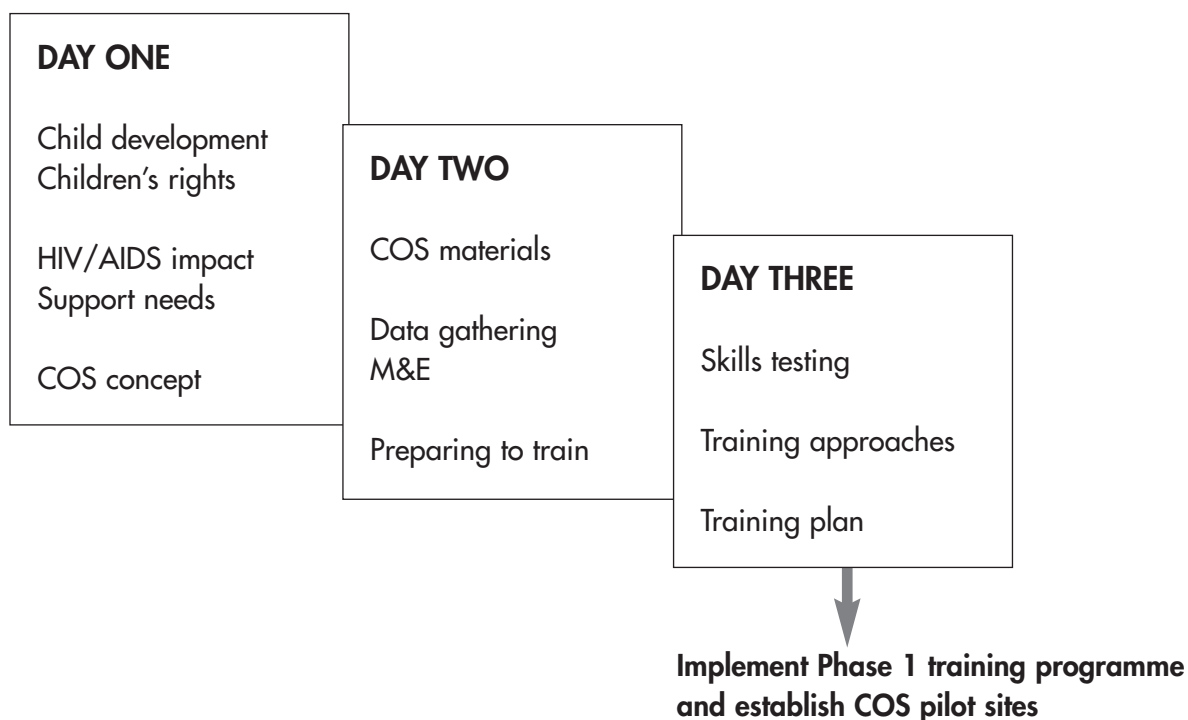 DAY ONE
Child development
Children's rights
HIV/AIDS impact
Support needs
COS concept
DAY TWO
COS materials
Data gathering
M&E
Preparing to train
DAY THREE
Skills testing
Training approaches
Training plan
Implement Phase 1 training programme
and establish COS pilot sites